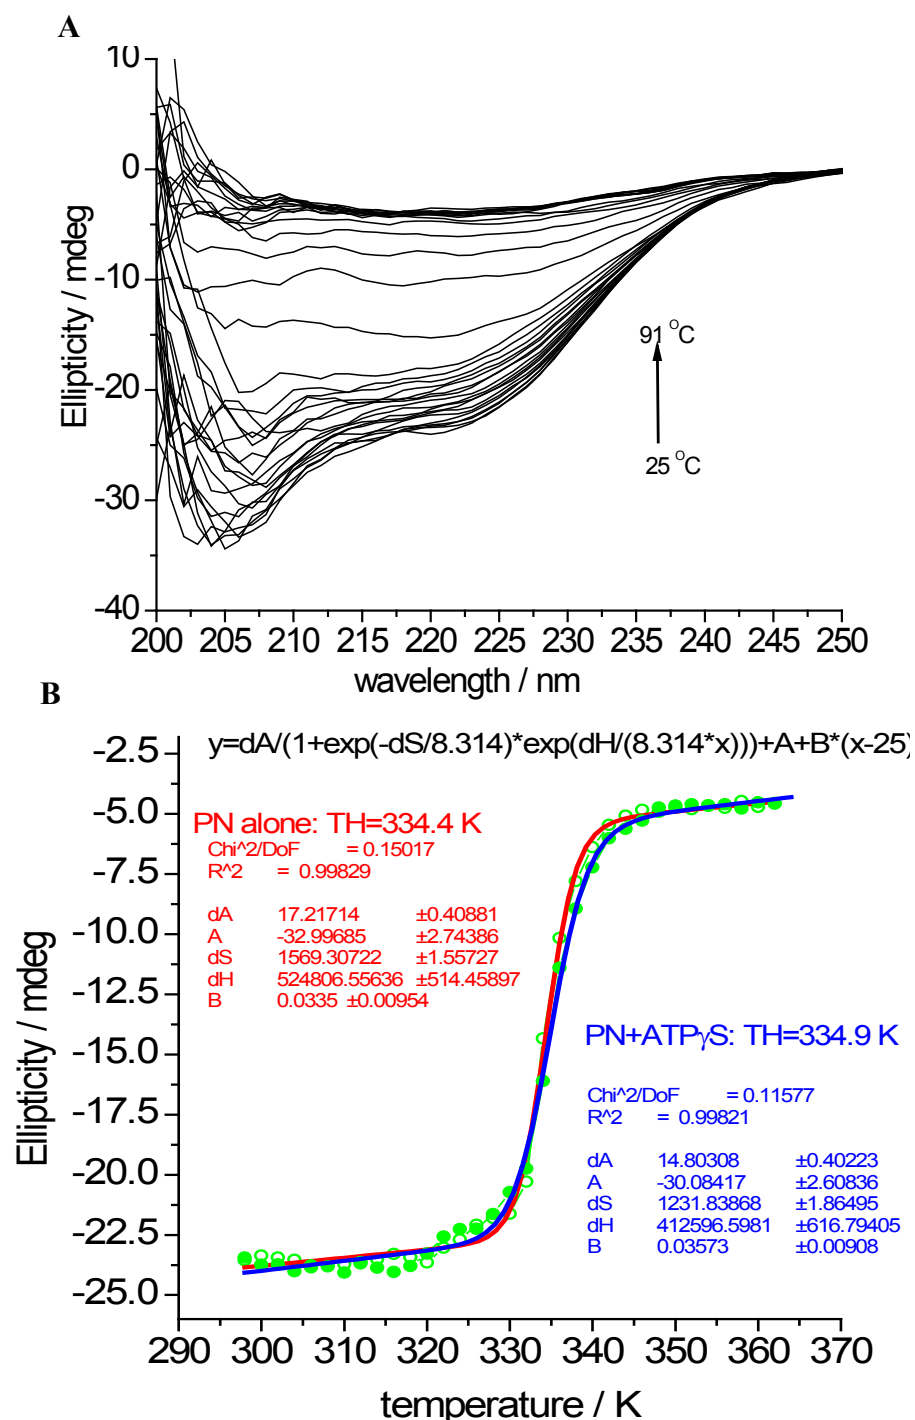 A
10
0
-10
-20
-30
-40
Ellipticity / mdeg
91 °C
25 °C
200 205 210 215 220 225 230 235 240 245 250
wavelength / nm
B
y=dA/(1+exp(-dS/8.314)*exp(dH/(8.314*x)))+A+B*(x-25)
-2.5
-5.0
-7.5
-10.0
-12.5
-15.0
-17.5
-20.0
-22.5
-25.0
Ellipticity / mdeg
PN alone: TH=334.4 K
Chi^2/DoF = 0.15017
R^2 = 0.99829
dA 17.21714 ±0.40881
A -32.99685 ±2.74386
dS 1569.30722 ±1.55727
dH 524806.55636 ±514.45897
B 0.0335 ±0.00954
PN+ATPγS: TH=334.9 K
Chi^2/DoF = 0.11577
R^2 = 0.99821
dA 14.80308 ±0.40223
A -30.08417 ±2.60836
dS 1231.83868 ±1.86495
dH 412596.5981 ±616.79405
B 0.03573 ±0.00908
290 300 310 320 330 340 350 360 370
temperature / K